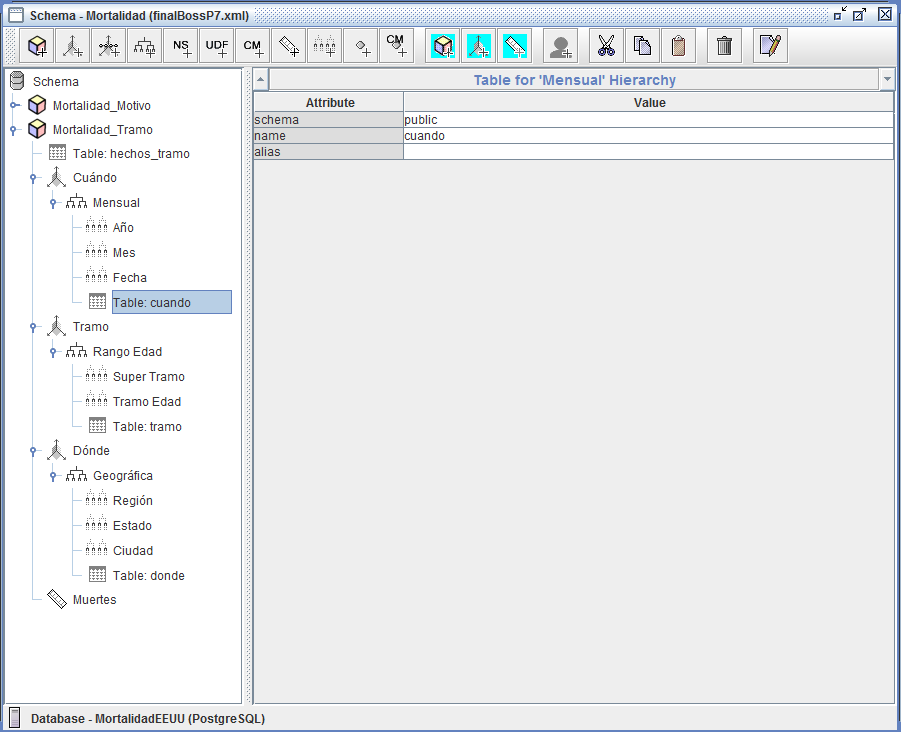 Schema - Mortalidad (finalBossP7.xml)
NS UDF CM CM
Schema
Mortalidad_Motivo
Mortalidad_Tramo
Table: hechos_tramo
Cuándo
Mensual
Año
Mes
Fecha
Table: cuando
Tramo
Rango Edad
Super Tramo
Tramo Edad
Table: tramo
Dónde
Geográfica
Región
Estado
Ciudad
Table: donde
Muertes
Table for 'Mensual' Hierarchy
Attribute Value
schema public
name cuando
alias
Database - MortalidadEEUU (PostgreSQL)